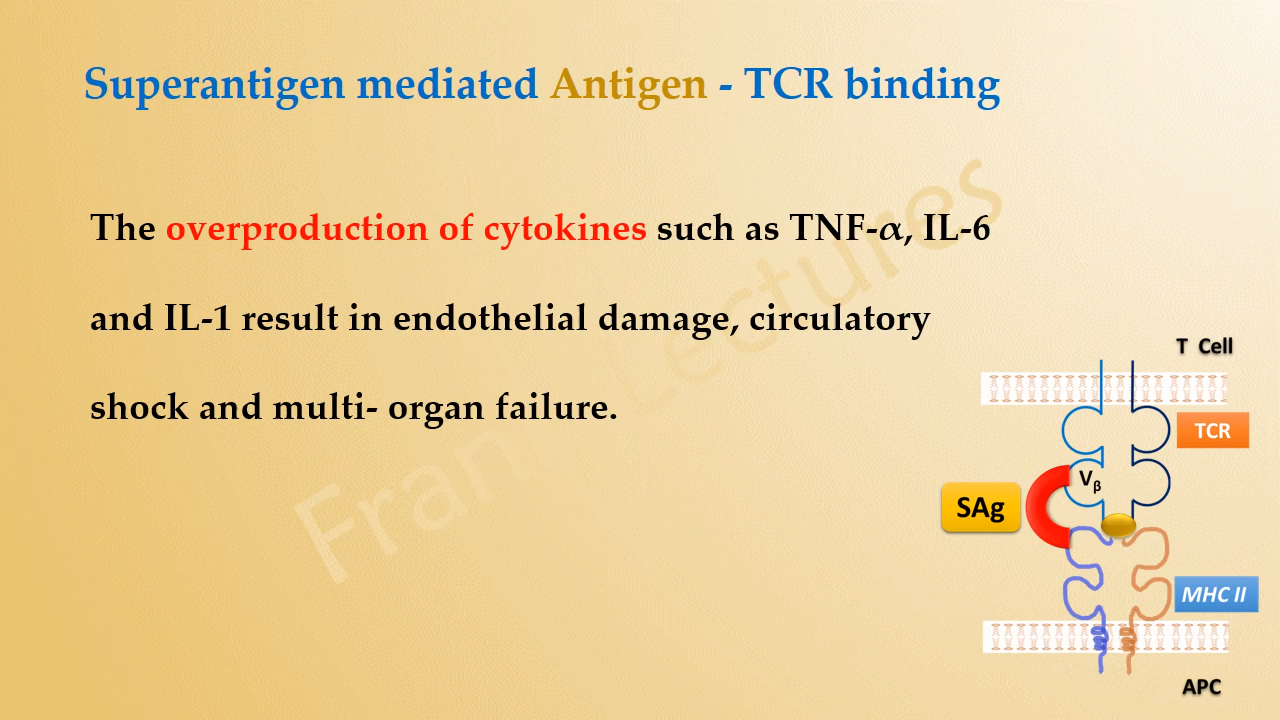 Superantigen mediated Antigen - TCR binding
The overproduction of cytokines such as TNF-α, IL-6
and IL-1 result in endothelial damage, circulatory
shock and multi- organ failure.
T Cell
TCR
Vβ
SAg
MHC II
APC
Lectures